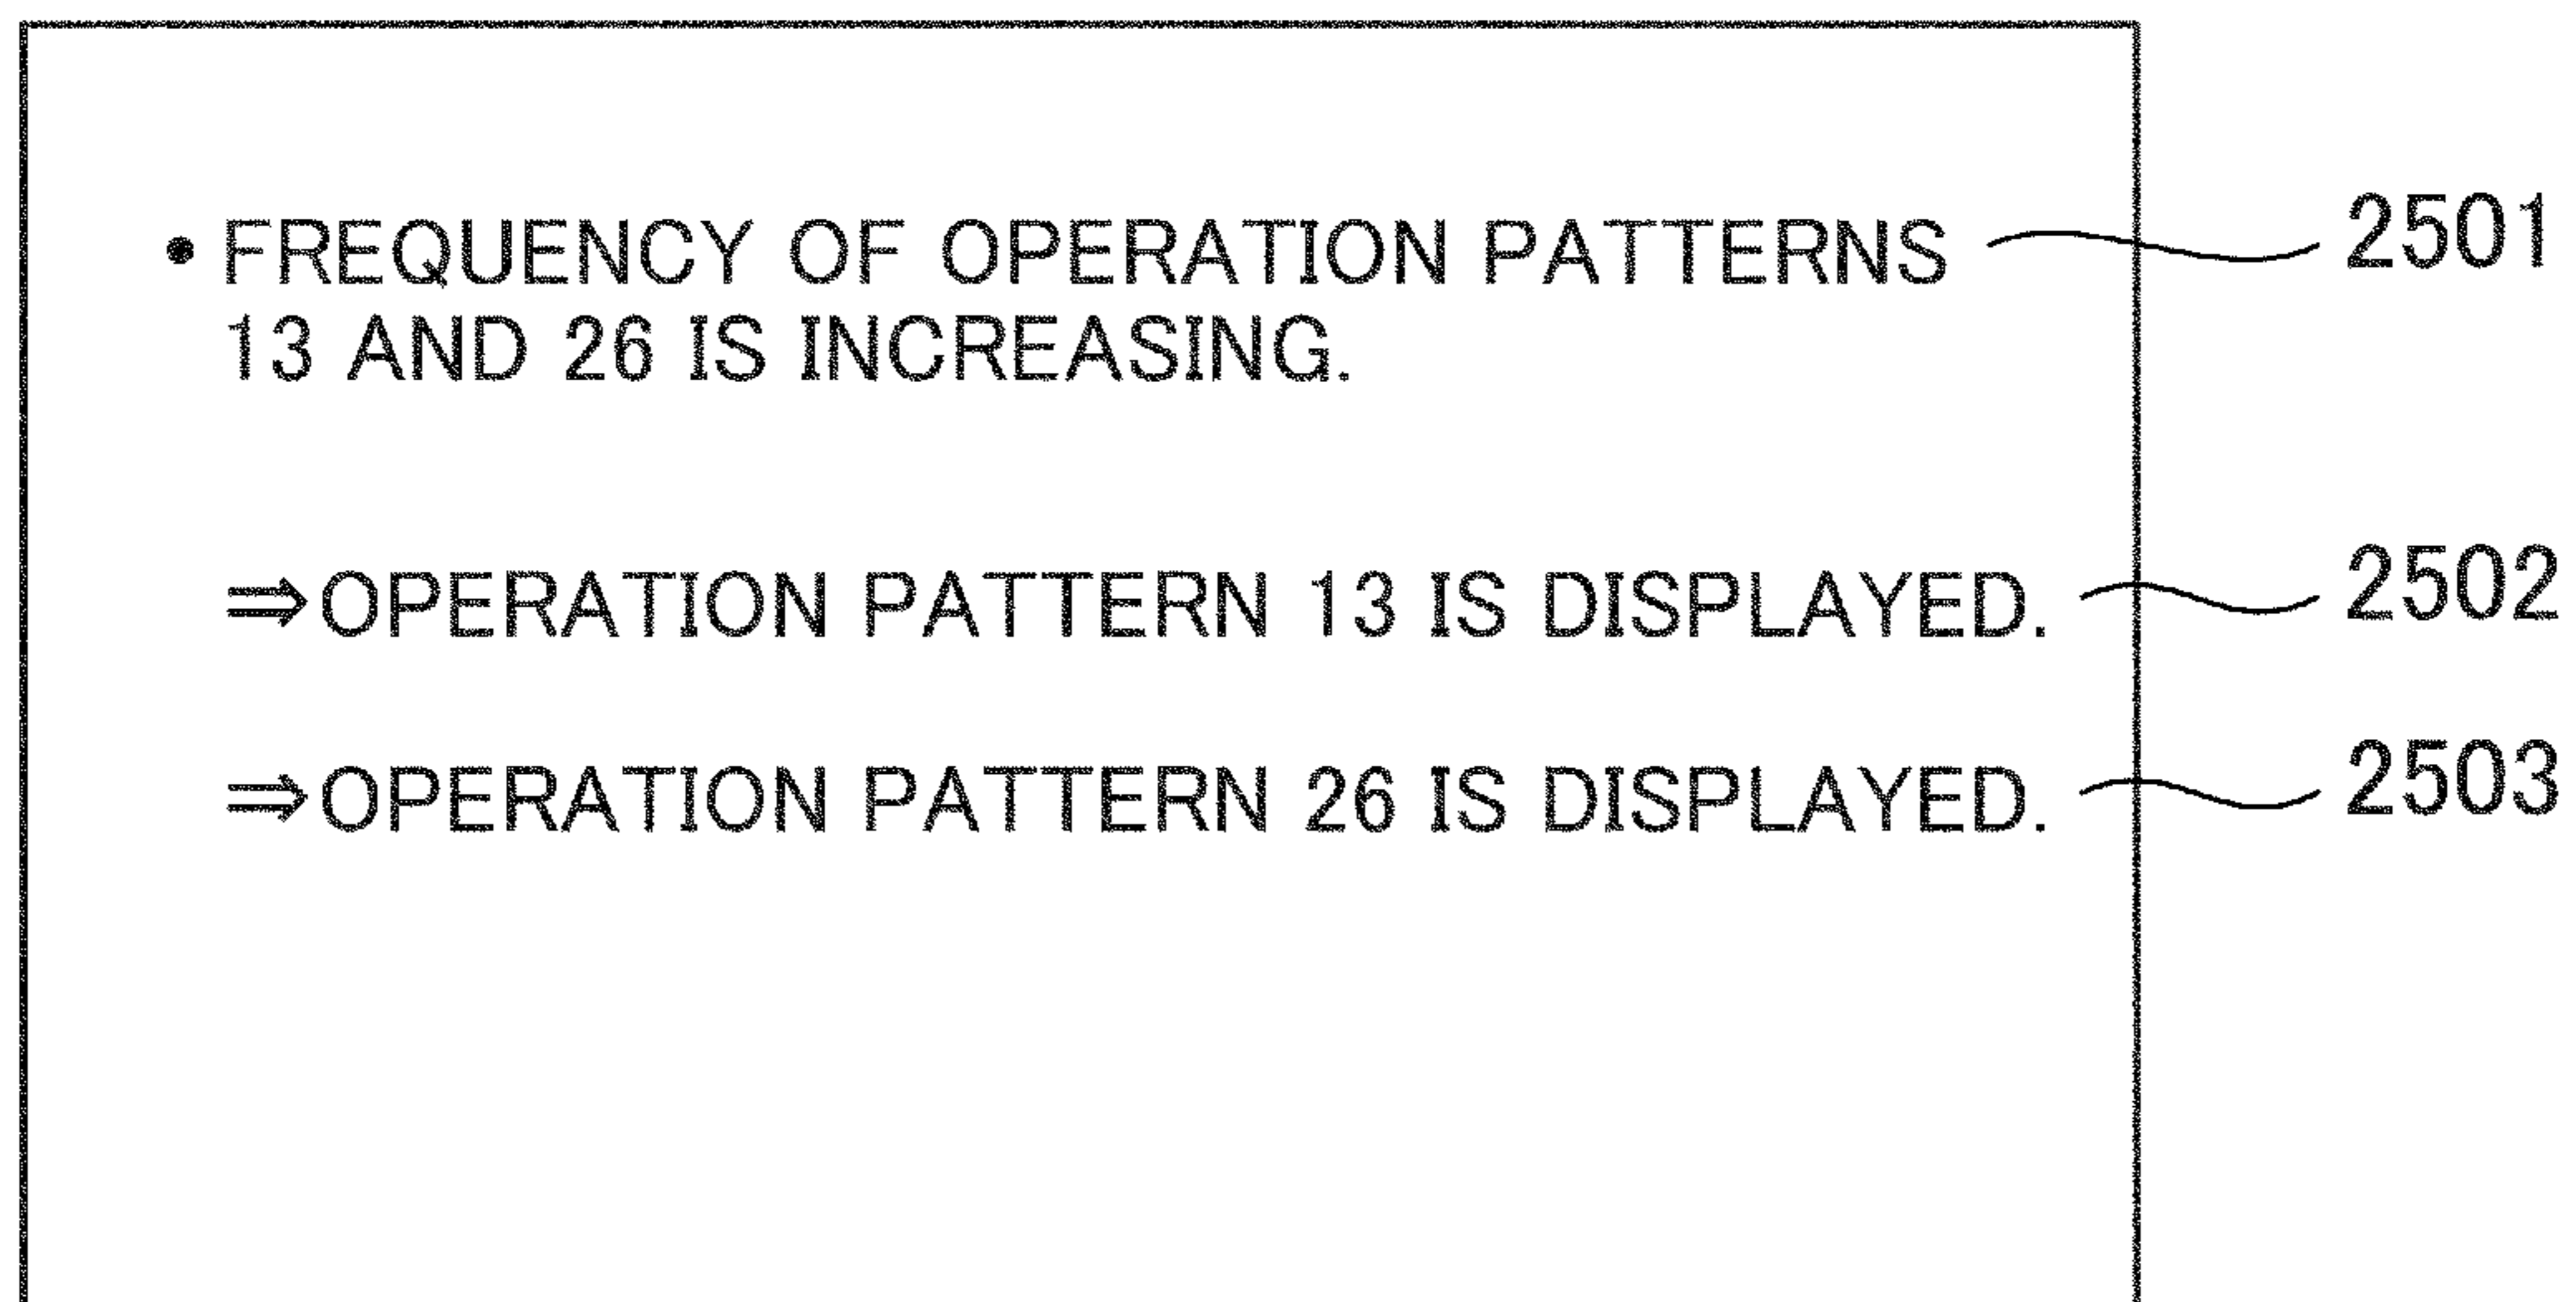 • FREQUENCY OF OPERATION PATTERNS 2501
13 AND 26 IS INCREASING.
⇒OPERATION PATTERN 13 IS DISPLAYED. 2502
⇒OPERATION PATTERN 26 IS DISPLAYED. 2503